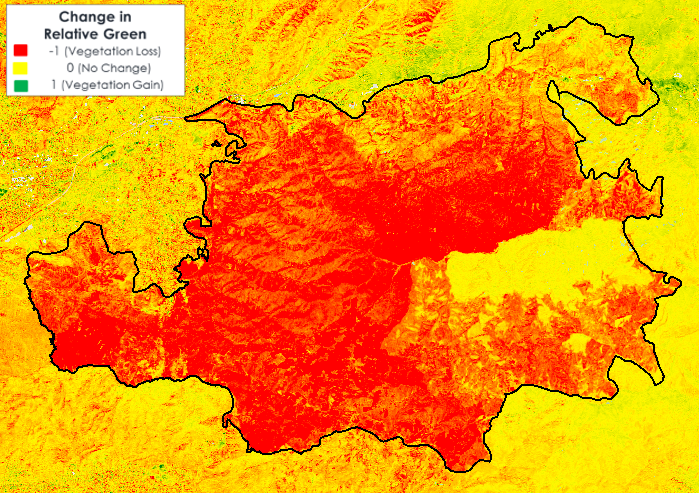 Change in
Relative Green
-1 (Vegetation Loss)
0 (No Change)
1 (Vegetation Gain)